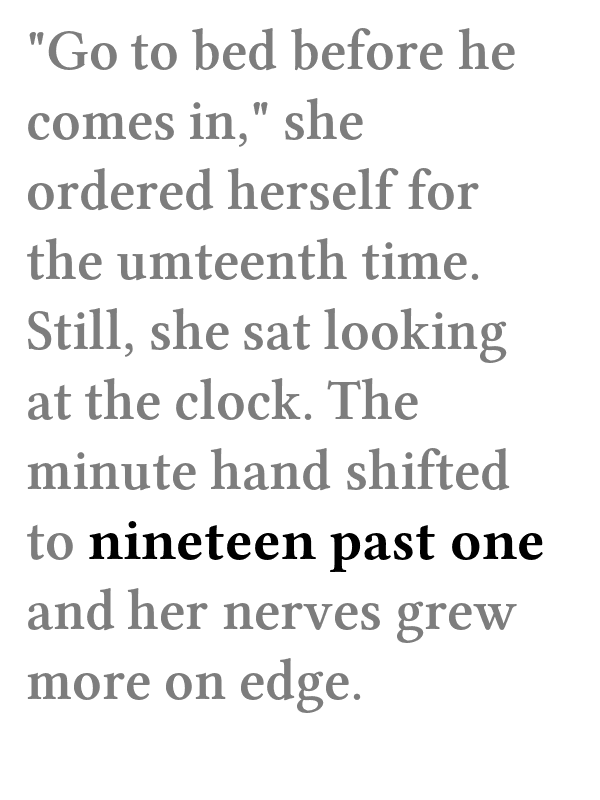 "Go to bed before he
comes in," she
ordered herself for
the umteenth time.
Still, she sat looking
at the clock. The
minute hand shifted
to nineteen past one
and her nerves grew
more on edge.